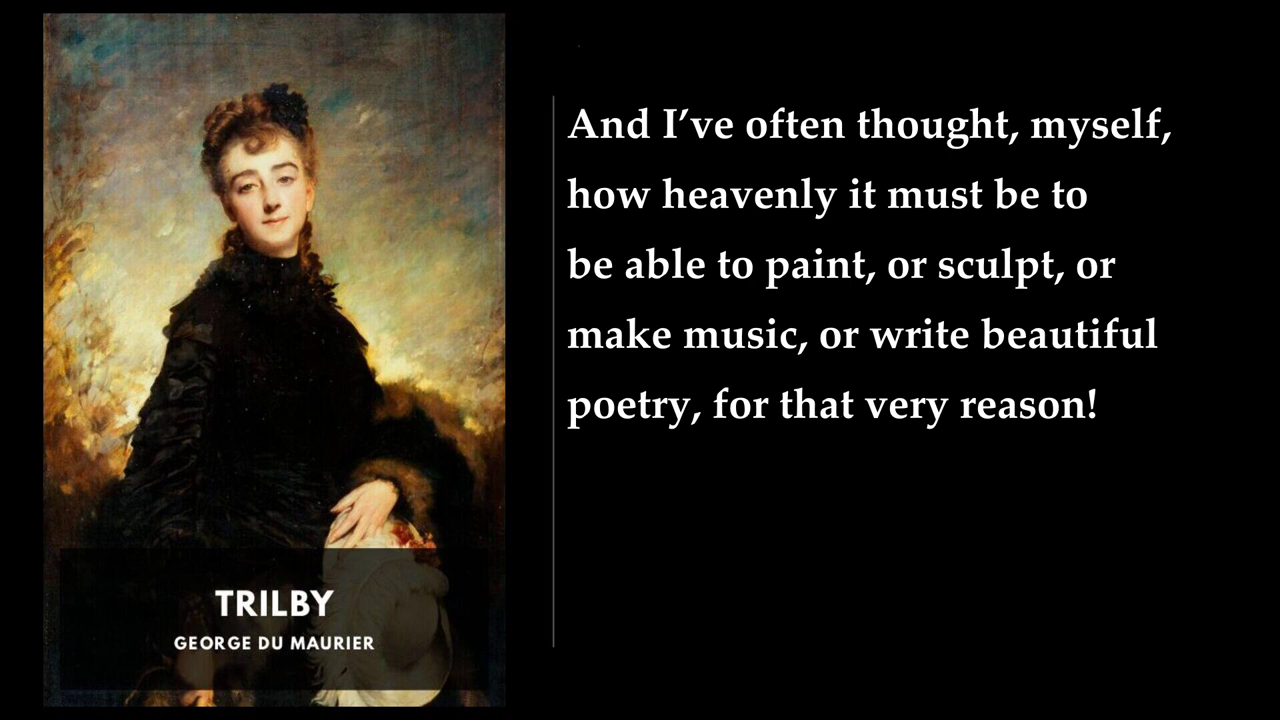 TRILBY
GEORGE DU MAURIER
And I’ve often thought, myself,
how heavenly it must be to
be able to paint, or sculpt, or
make music, or write beautiful
poetry, for that very reason!